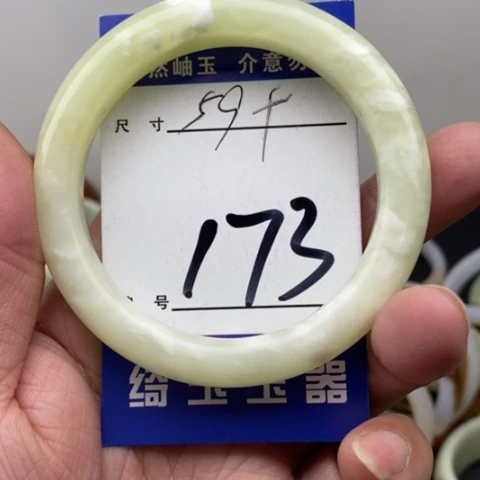 然岫玉 介意勿
尺寸 59+
号 173
绮玉玉器